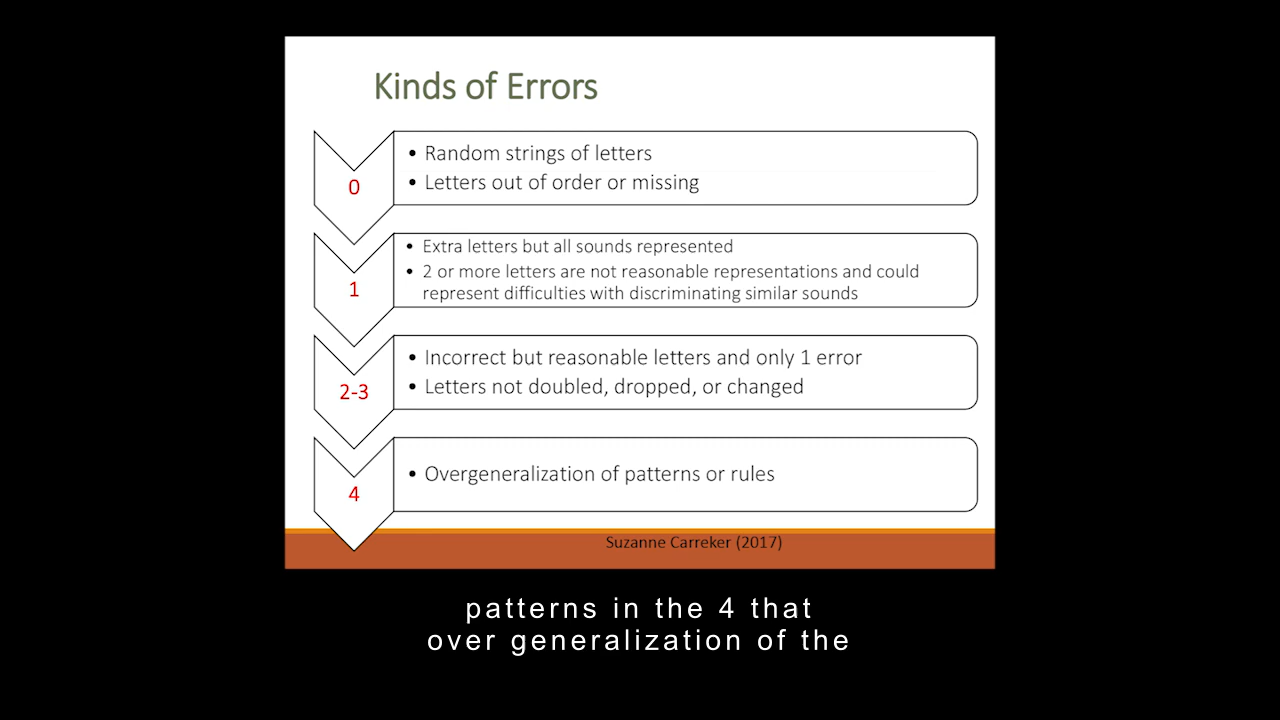 Kinds of Errors
0
• Random strings of letters
• Letters out of order or missing
1
• Extra letters but all sounds represented
• 2 or more letters are not reasonable representations and could
represent difficulties with discriminating similar sounds
2-3
• Incorrect but reasonable letters and only 1 error
• Letters not doubled, dropped, or changed
4
• Overgeneralization of patterns or rules
Suzanne Carreker (2017)
patterns in the 4 that
over generalization of the